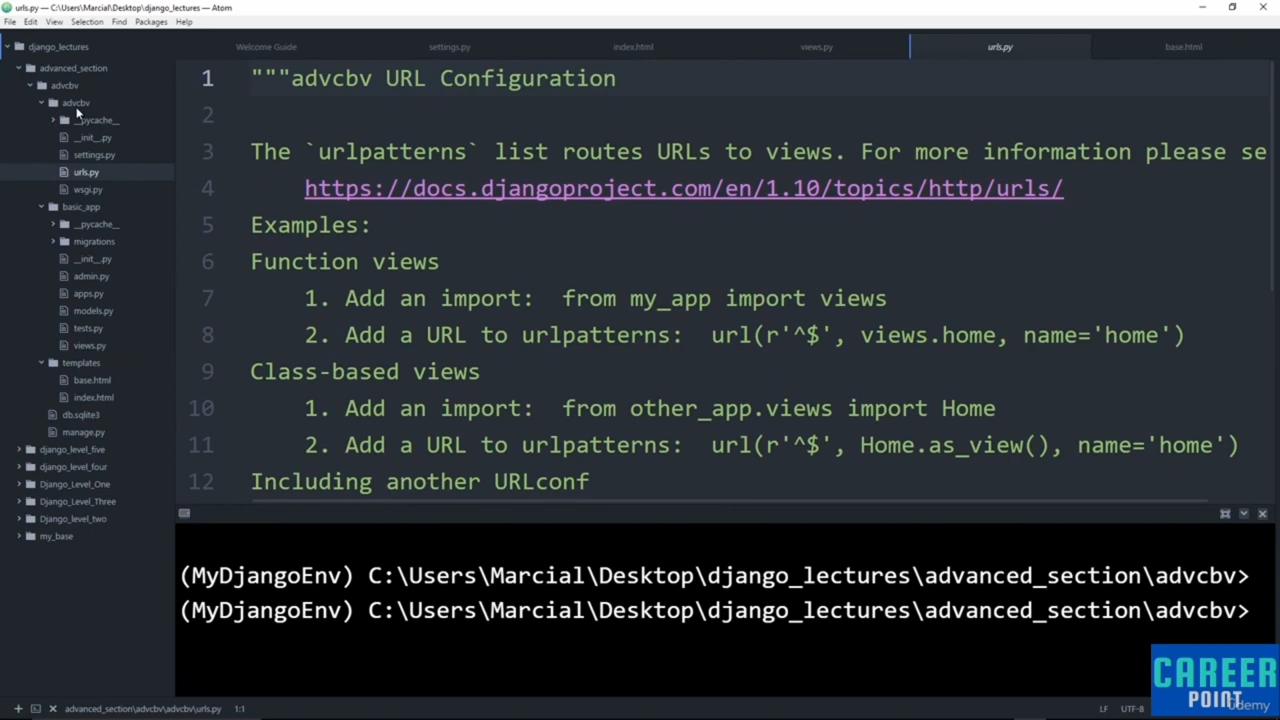 urls.py — C:\Users\Marcial\Desktop\django_lectures — Atom
File Edit View Selection Find Packages Help
django_lectures
advanced_section
advcbv
advcbv
__pycache__
__init__.py
settings.py
urls.py
wsgi.py
basic_app
__pycache__
migrations
__init__.py
admin.py
apps.py
models.py
tests.py
views.py
templates
base.html
index.html
db.sqlite3
manage.py
django_level_five
django_level_four
Django_Level_One
Django_Level_Three
Django_level_two
my_base
Welcome Guide settings.py index.html views.py urls.py base.html
1 """advcbv URL Configuration
2
3 The `urlpatterns` list routes URLs to views. For more information please se
4 https://docs.djangoproject.com/en/1.10/topics/http/urls/
5 Examples:
6 Function views
7 1. Add an import:  from my_app import views
8 2. Add a URL to urlpatterns:  url(r'^$', views.home, name='home')
9 Class-based views
10 1. Add an import:  from other_app.views import Home
11 2. Add a URL to urlpatterns:  url(r'^$', Home.as_view(), name='home')
12 Including another URLconf
(MyDjangoEnv) C:\Users\Marcial\Desktop\django_lectures\advanced_section\advcbv>
(MyDjangoEnv) C:\Users\Marcial\Desktop\django_lectures\advanced_section\advcbv>
CAREER
POINT
udemy
advanced_section\advcbv\advcbv\urls.py 1:1 LF UTF-8